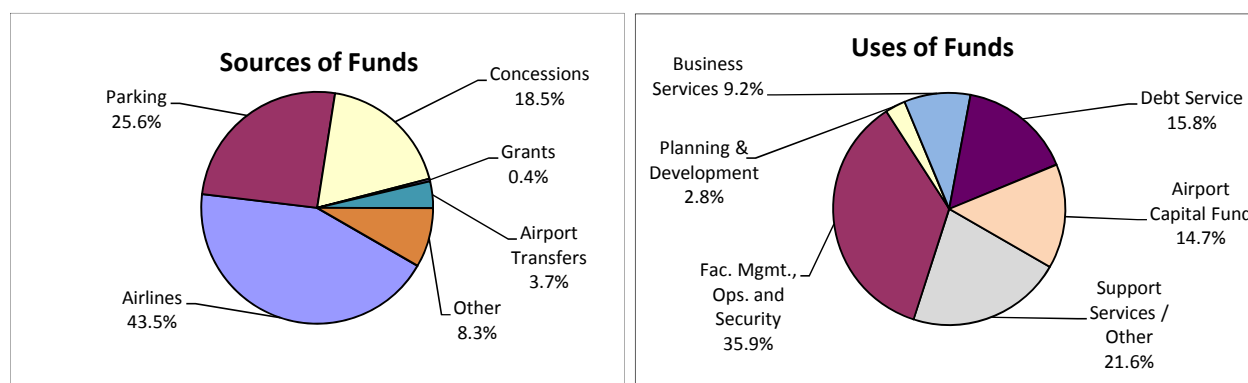 Sources of Funds
Parking
25.6%
Concessions
18.5%
Grants
0.4%
Airport
Transfers
3.7%
Other
8.3%
Airlines
43.5%
Uses of Funds
Business
Services 9.2%
Debt Service
15.8%
Planning &
Development
2.8%
Airport
Capital Fund
14.7%
Fac. Mgmt.,
Ops. and
Security
35.9%
Support
Services /
Other
21.6%